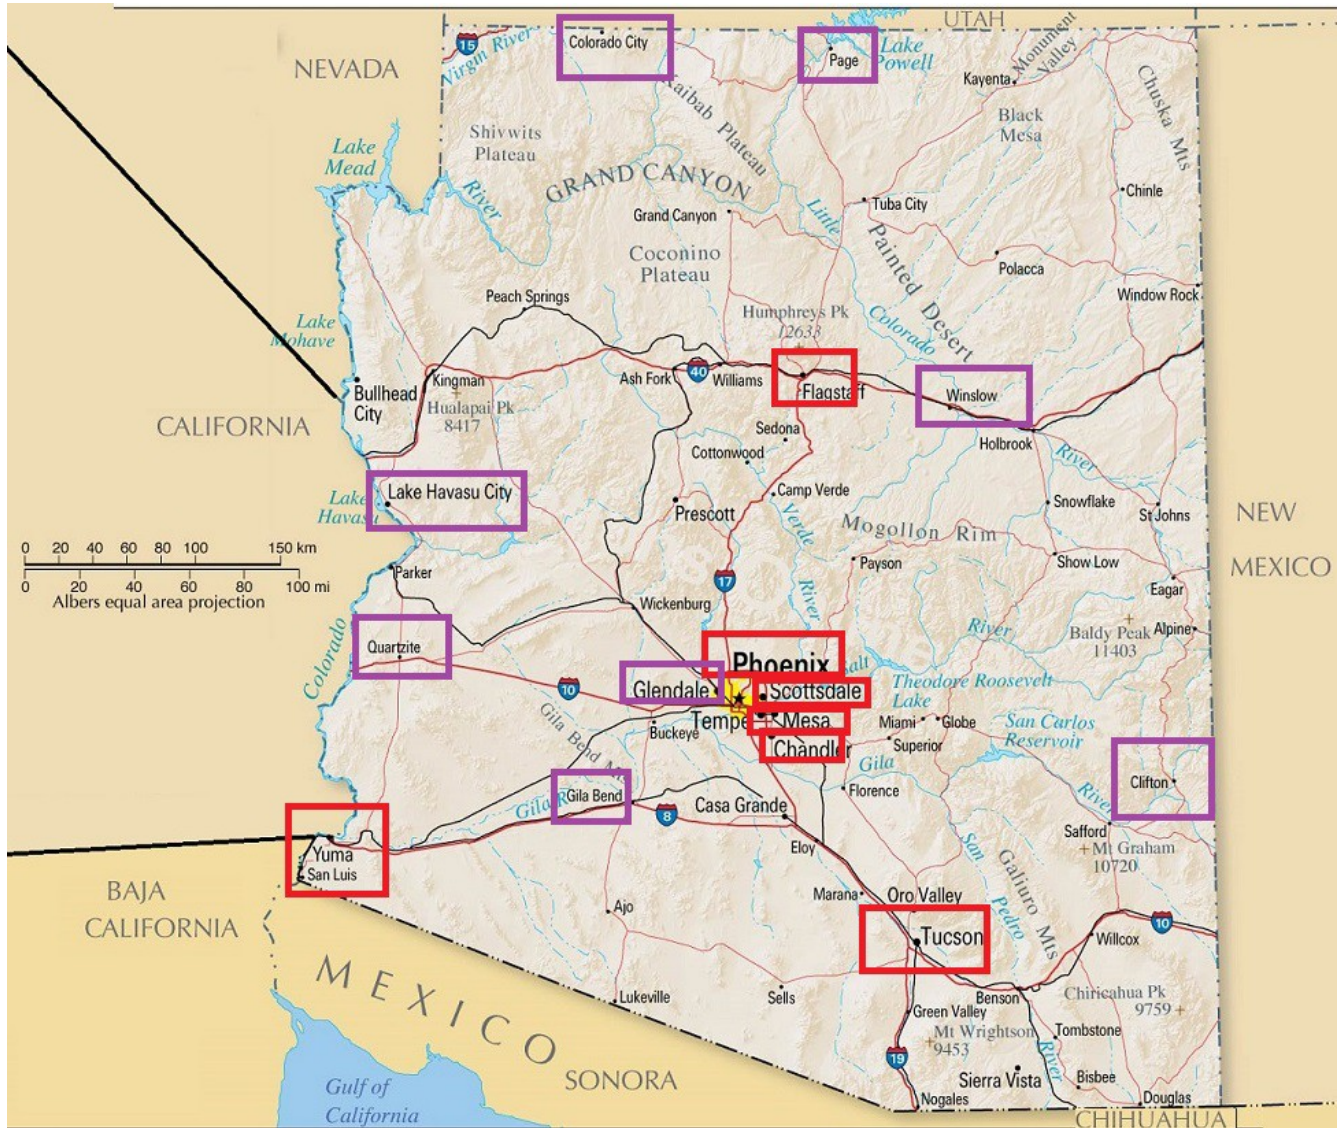 UTAH
NEVADA
15
Virgin River
Colorado City
Page
Lake
Powell
Kayenta
Monument
Valley
Chuska Mts
Kaibab Plateau
Black
Mesa
Shivwits
Plateau
Lake
Mead
River
GRAND CANYON
Chinle
Tuba City
Grand Canyon
Little
Painted Desert
Coconino
Plateau
Polacca
Window Rock
Peach Springs
Humphreys Pk
12633
Colorado
Lake
Mohave
Ash Fork
40
Williams
Flagstaff
Kingman
Bullhead
City
Hualapai Pk
8417
Winslow
CALIFORNIA
Sedona
Holbrook
Cottonwood
River
Lake Havasu City
Lake
Havasu
Camp Verde
Prescott
Snowflake
St Johns
Verde
Mogollon Rim
NEW
MEXICO
0 20 40 60 80 100 150 km
0 20 40 60 80 100 mi
Albers equal area projection
Parker
Payson
Show Low
17
Eagar
River
Wickenburg
River
Baldy Peak
11403
Alpine
Quartzite
Colorado
Phoenix
Salt
10
Glendale
Scottsdale
Theodore Roosevelt
Lake
Tempe
Mesa
Miami
Globe
San Carlos
Reservoir
Buckeye
Gila Bend Mts
Chandler
Superior
Gila
Clifton
Gila Bend
Gila R
Florence
River
8
Casa Grande
Safford
Mt Graham
10720
Eloy
San
Pedro
Yuma
San Luis
Galiuro Mts
BAJA
CALIFORNIA
Marana
Oro Valley
Ajo
10
Tucson
Willcox
MEXICO
Lukeville
Sells
Benson
Chiricahua Pk
9759
Green Valley
Mt Wrightson
9453
Tombstone
River
19
SONORA
Sierra Vista
Bisbee
Gulf of
California
Nogales
Douglas
CHIHUAHUA